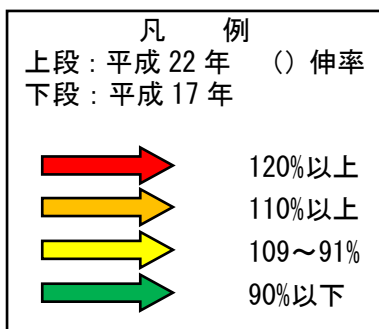 凡　例
上段：平成 22 年　() 伸率
下段：平成 17 年
120%以上
110%以上
109～91%
90%以下